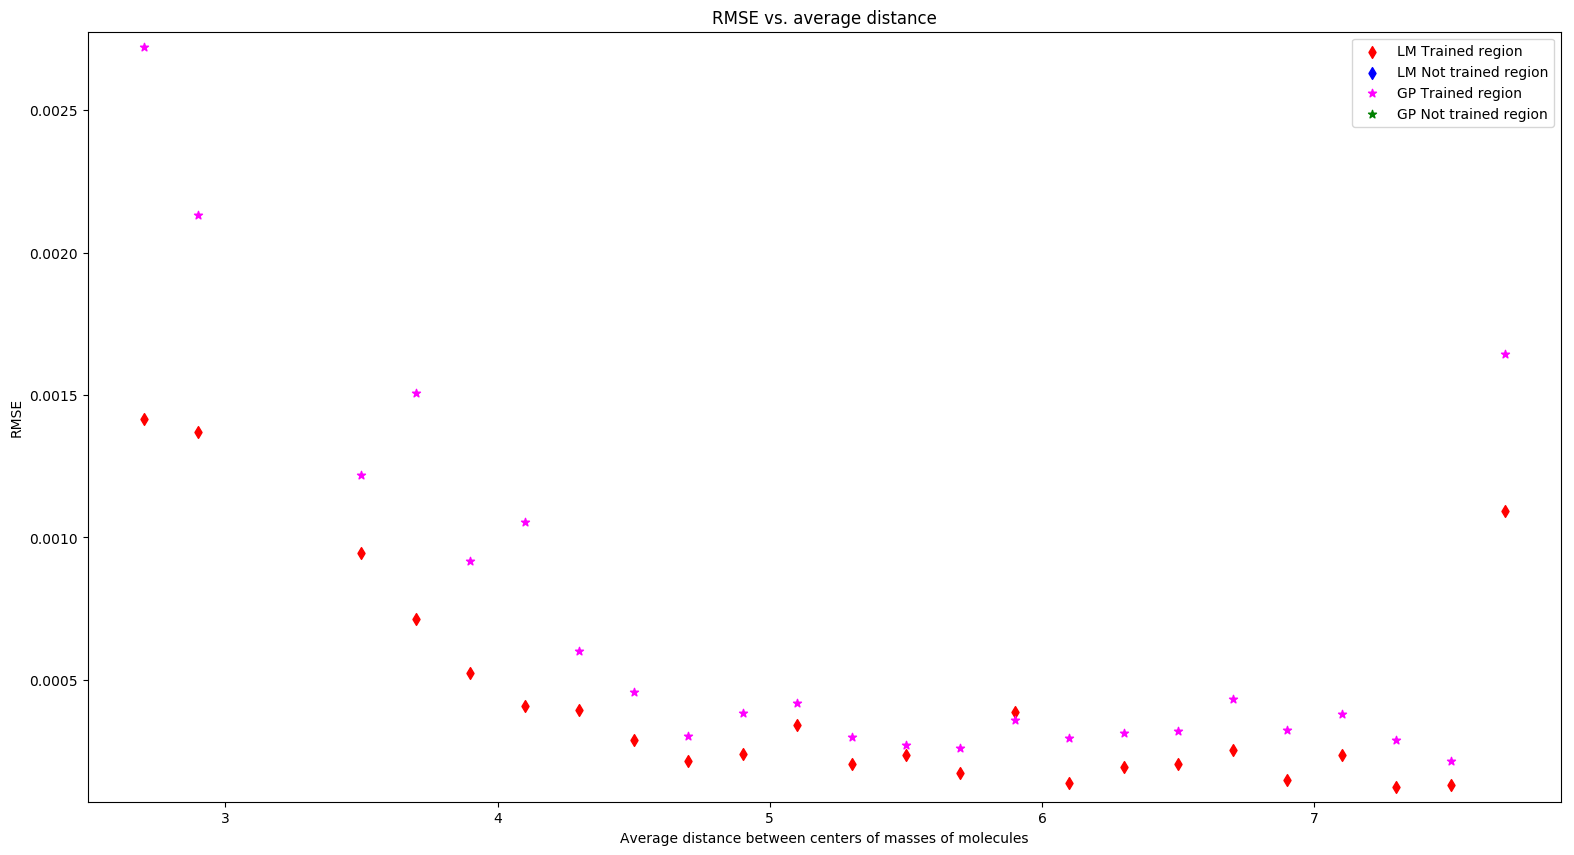 RMSE vs. average distance
LM Trained region
LM Not trained region
GP Trained region
GP Not trained region
RMSE
0.0025
0.0020
0.0015
0.0010
0.0005
3 4 5 6 7
Average distance between centers of masses of molecules